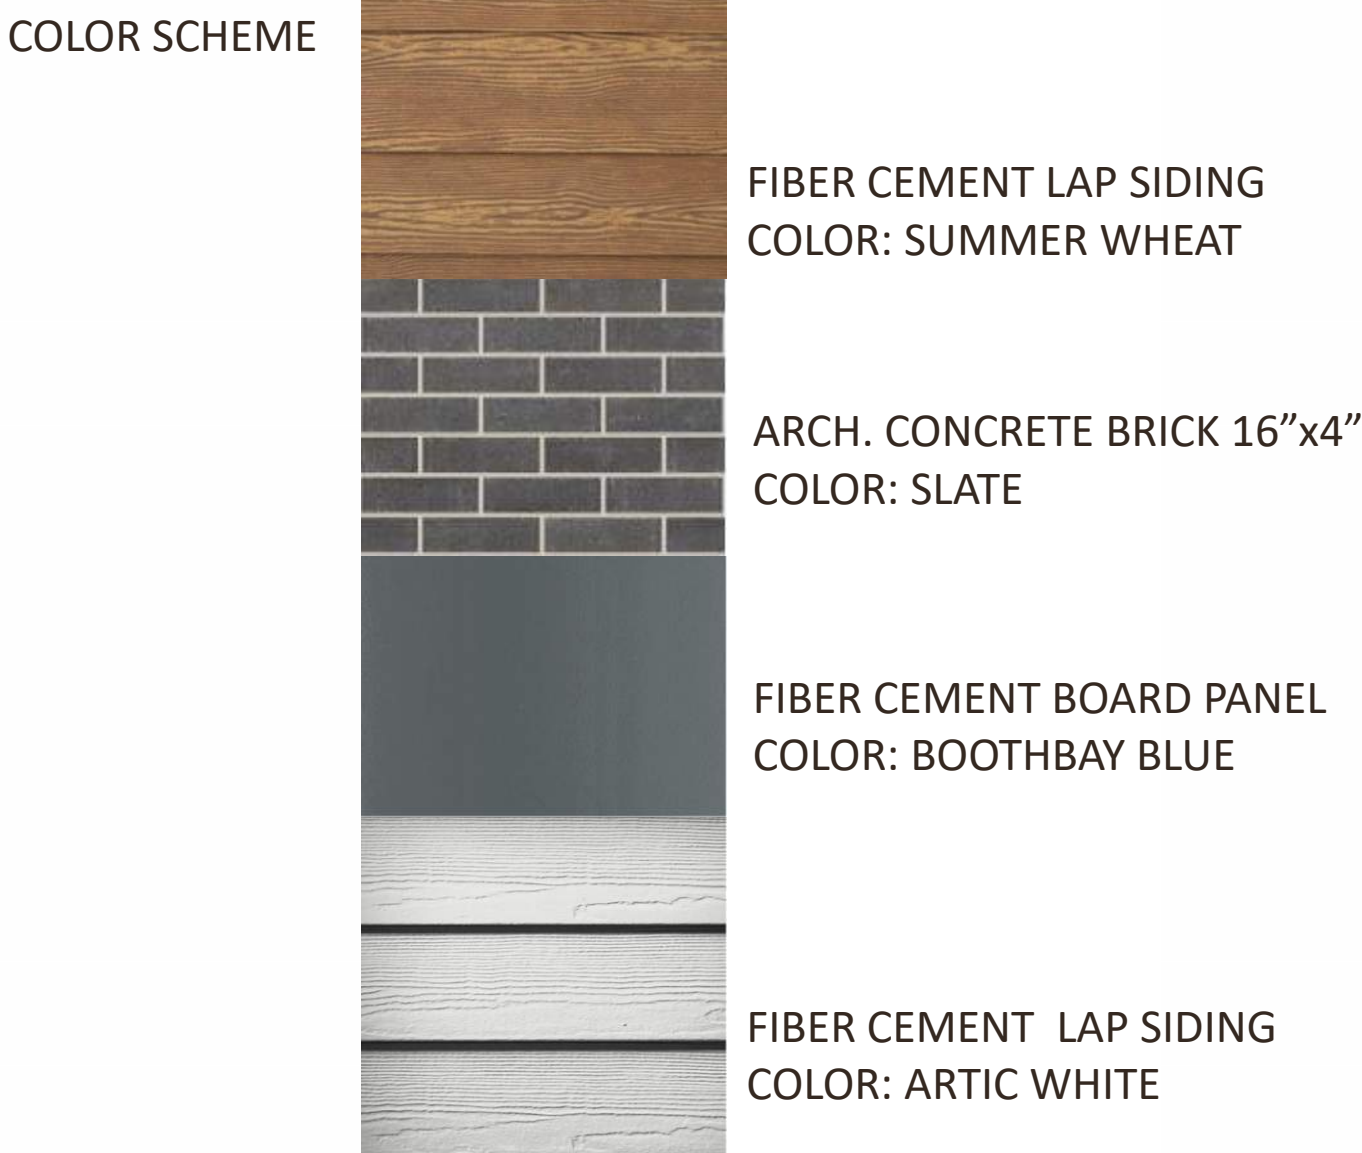 COLOR SCHEME
FIBER CEMENT LAP SIDING
COLOR: SUMMER WHEAT
ARCH. CONCRETE BRICK 16”x4”
COLOR: SLATE
FIBER CEMENT BOARD PANEL
COLOR: BOOTHBAY BLUE
FIBER CEMENT  LAP SIDING
COLOR: ARTIC WHITE